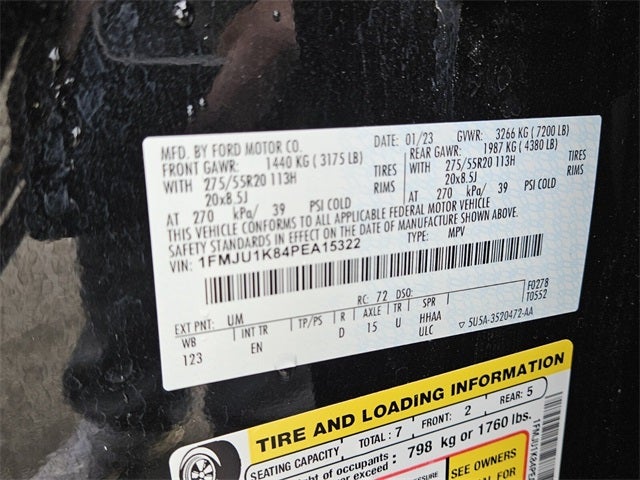 MFD. BY FORD MOTOR CO. DATE: 01/23 GVWR: 3266 KG ( 7200 LB)
FRONT GAWR: 1440 KG ( 3175 LB) REAR GAWR: 1987 KG ( 4380 LB)
WITH 275/55R20 113H TIRES WITH 275/55R20 113H TIRES
20x8.5J RIMS 20x8.5J RIMS
AT 270 kPa/ 39 PSI COLD AT 270 kPa/ 39 PSI COLD
THIS VEHICLE CONFORMS TO ALL APPLICABLE FEDERAL MOTOR VEHICLE
SAFETY STANDARDS IN EFFECT ON THE DATE OF MANUFACTURE SHOWN ABOVE.
VIN: 1FMJU1K84PEA15322 TYPE: MPV
EXT PNT: UM RC: 72 DSO: F0278
WB INT TR TP/PS R AXLE TR SPR T0552
123 EN D 15 U HHAA
ULC ▽ 5U5A-3520472-AA
TIRE AND LOADING INFORMATION
SEATING CAPACITY TOTAL : 7 FRONT: 2 REAR: 5
ht of occupants 798 kg or 1760 lbs.
exceed
SEE OWNERS
FOR